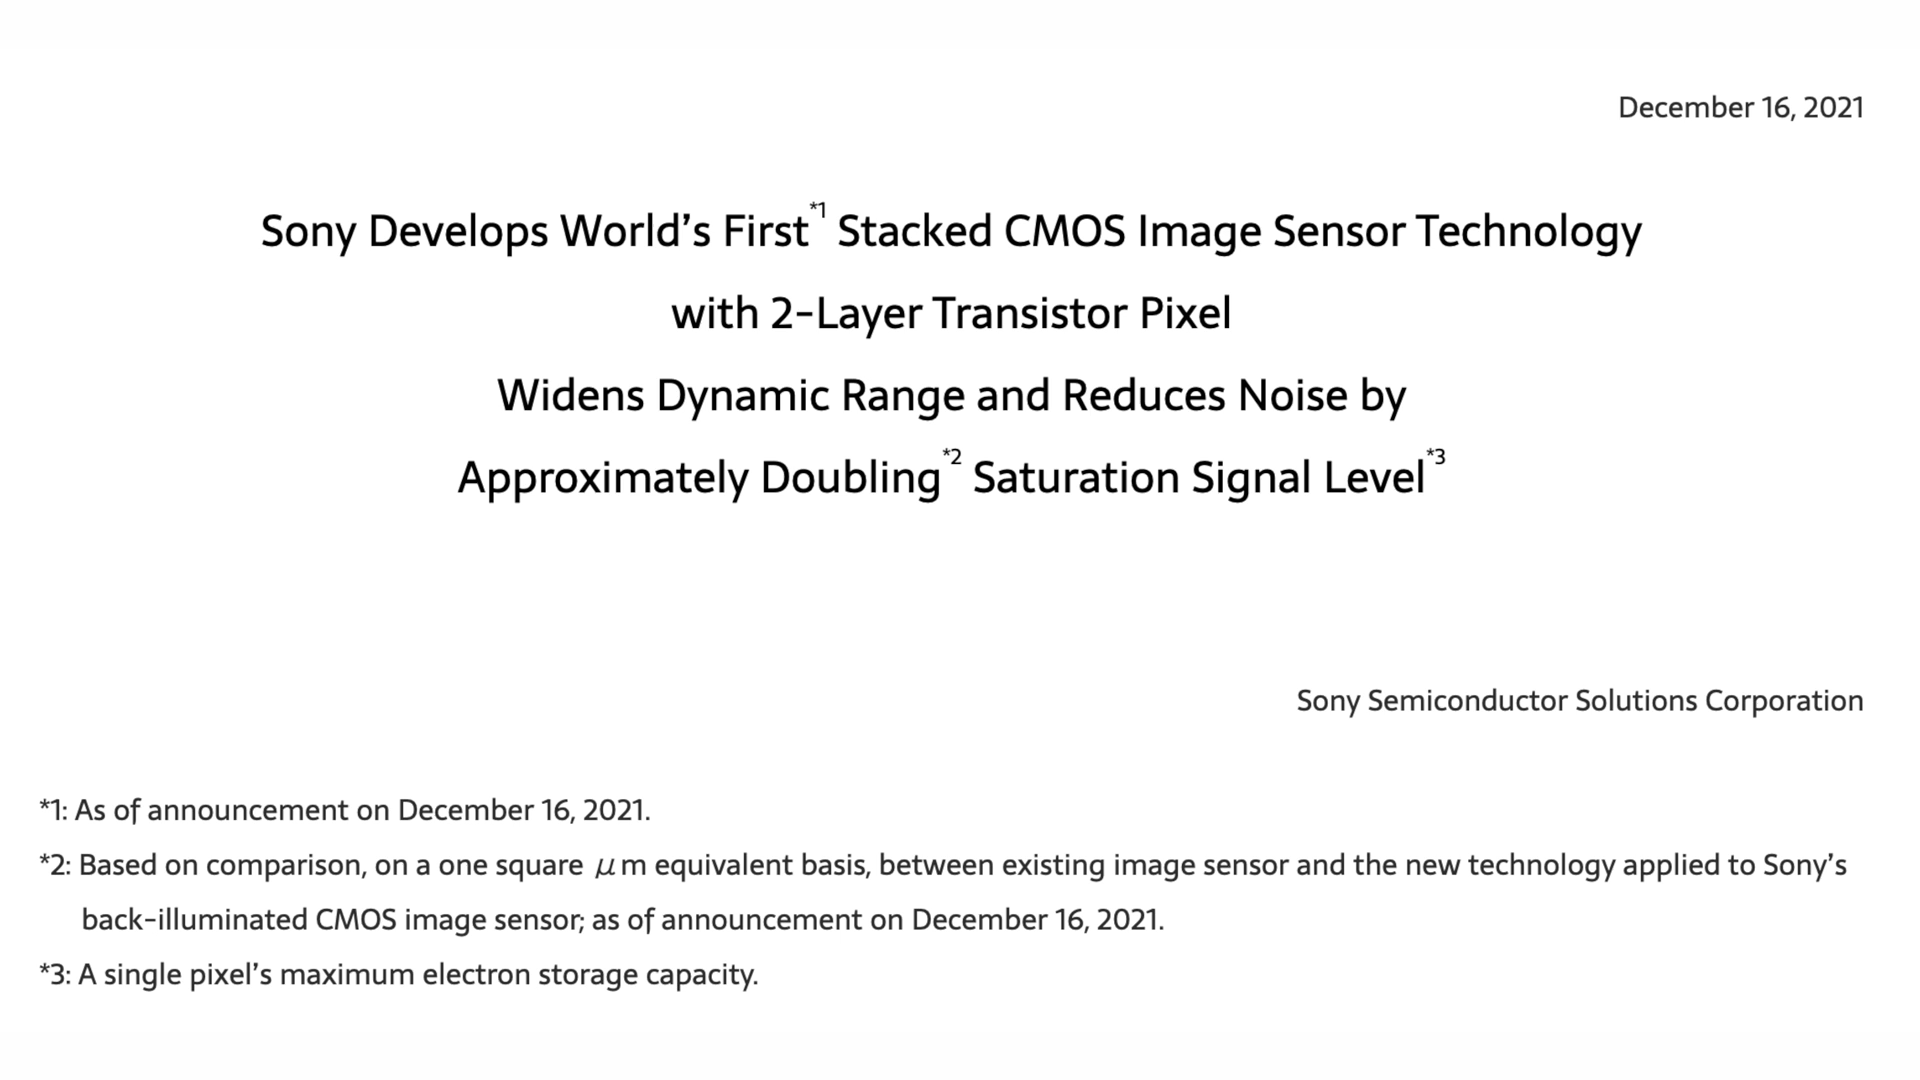 December 16, 2021
Sony Develops World’s First*1 Stacked CMOS Image Sensor Technology
with 2-Layer Transistor Pixel
Widens Dynamic Range and Reduces Noise by
Approximately Doubling*2 Saturation Signal Level*3
Sony Semiconductor Solutions Corporation
*1: As of announcement on December 16, 2021.
*2: Based on comparison, on a one square μm equivalent basis, between existing image sensor and the new technology applied to Sony’s
back-illuminated CMOS image sensor; as of announcement on December 16, 2021.
*3: A single pixel’s maximum electron storage capacity.